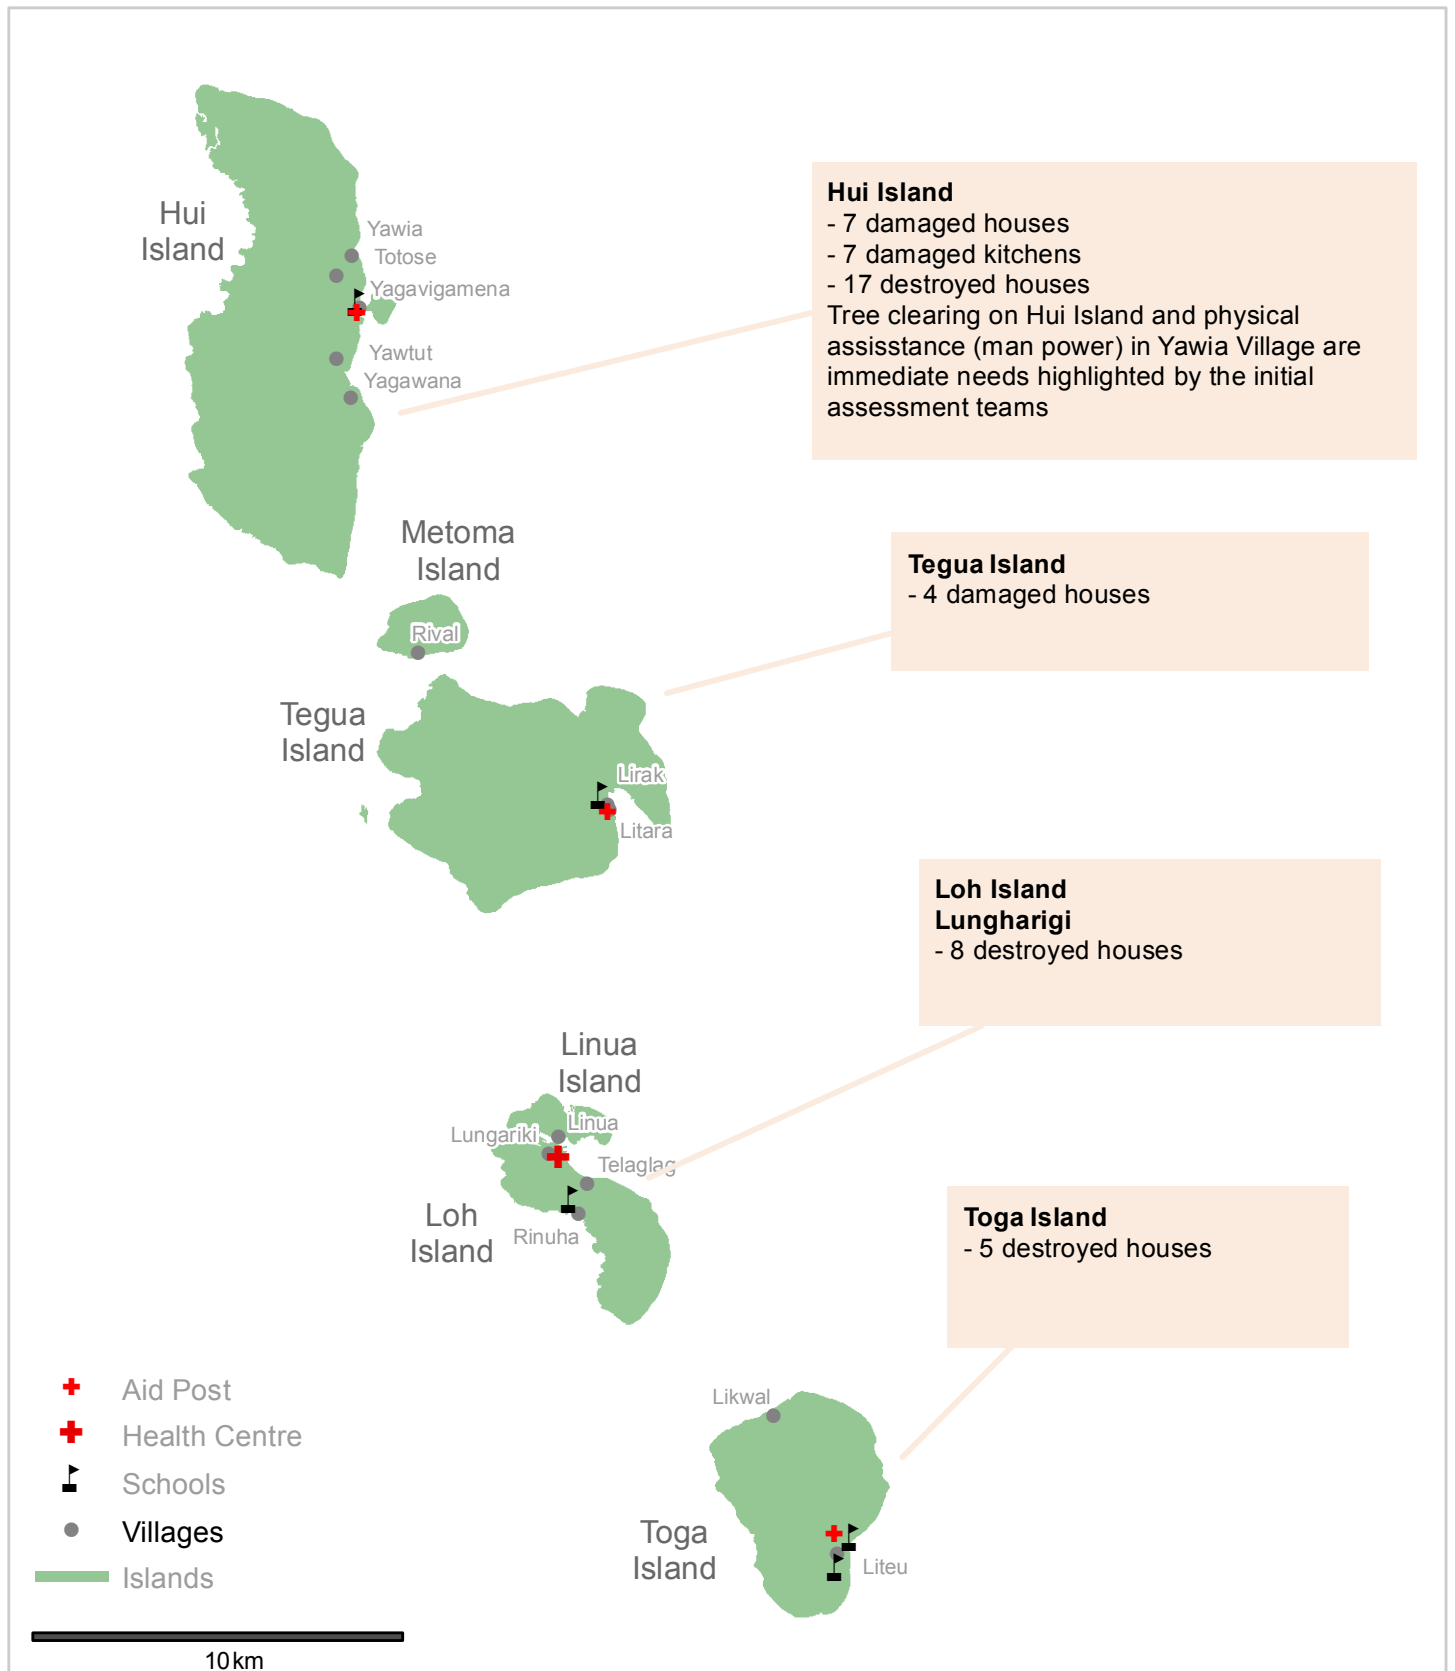 Hui
Island
Yawia
Totose
Yagavigamena
Yawtut
Yagawana
Hui Island
- 7 damaged houses
- 7 damaged kitchens
- 17 destroyed houses
Tree clearing on Hui Island and physical
assisstance (man power) in Yawia Village are
immediate needs highlighted by the initial
assessment teams
Metoma
Island
Rival
Tegua Island
- 4 damaged houses
Tegua
Island
Lirak
Litara
Loh Island
Lungharigi
- 8 destroyed houses
Linua
Island
Linua
Lungariki
Telaglag
Loh
Island
Rinuha
Toga Island
- 5 destroyed houses
Likwal
Toga
Island
Liteu
Aid Post
Health Centre
Schools
Villages
Islands
10 km